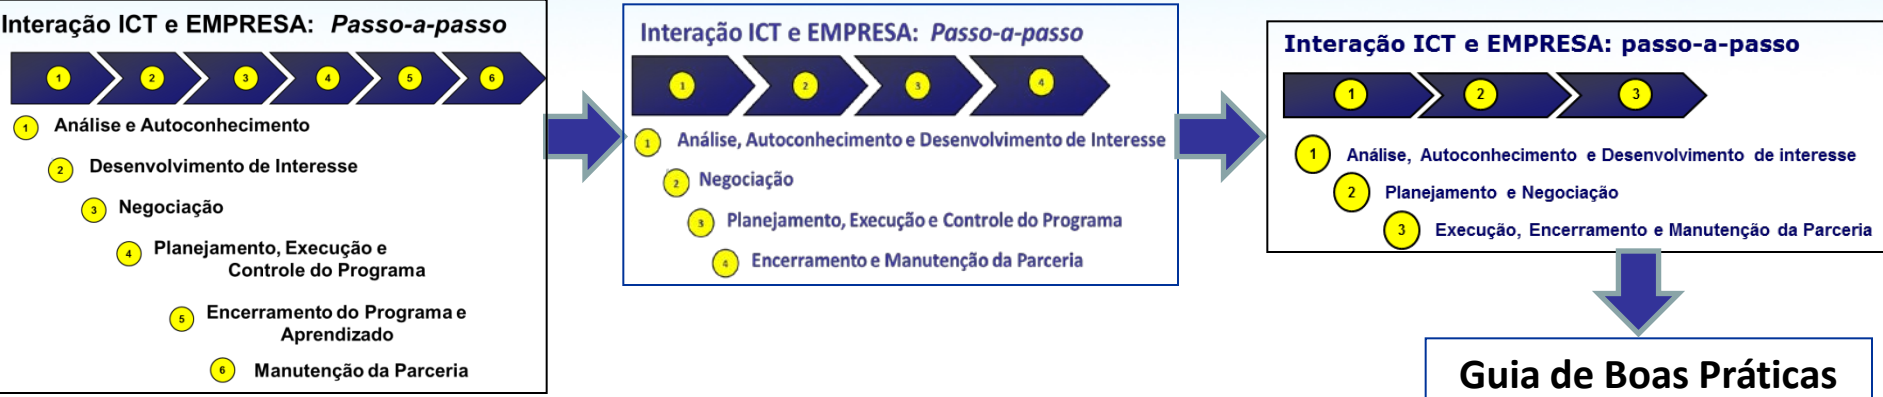 Interação ICT e EMPRESA: Passo-a-passo
1 2 3 4 5 6
1 Análise e Autoconhecimento
2 Desenvolvimento de Interesse
3 Negociação
4 Planejamento, Execução e
Controle do Programa
5 Encerramento do Programa e
Aprendizado
6 Manutenção da Parceria
Interação ICT e EMPRESA: Passo-a-passo
1 2 3 4
1 Análise, Autoconhecimento e Desenvolvimento de Interesse
2 Negociação
3 Planejamento, Execução e Controle do Programa
4 Encerramento e Manutenção da Parceria
Interação ICT e EMPRESA: passo-a-passo
1 2 3
1 Análise, Autoconhecimento e Desenvolvimento de interesse
2 Planejamento e Negociação
3 Execução, Encerramento e Manutenção da Parceria
Guia de Boas Práticas